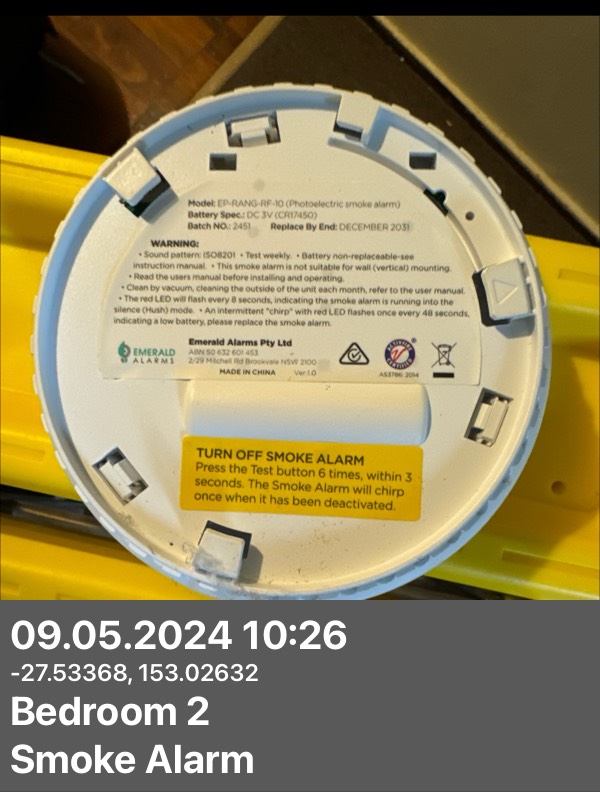 Model: EP-RANG-RF-10 (Photoelectric smoke alarm)
Battery Spec.: DC 3V (CR17450)
Batch NO.: 2451 Replace By End: DECEMBER 2031
WARNING:
• Sound pattern: ISO8201 • Test weekly. • Battery non-replaceable-see
instruction manual. • This smoke alarm is not suitable for wall (vertical) mounting.
• Read the users manual before installing and operating.
• Clean by vacuum, cleaning the outside of the unit each month, refer to the user manual.
• The red LED will flash every 8 seconds, indicating the smoke alarm is running into the
silence (Hush) mode. • An intermittent "chirp" with red LED flashes once every 48 seconds,
indicating a low battery, please replace the smoke alarm.
EMERALD
ALARMS
Emerald Alarms Pty Ltd
ABN 50 632 601 453
2/29 Mitchell Rd Brookvale NSW 2100
MADE IN CHINA Ver:1.0
AS3786: 2014
TURN OFF SMOKE ALARM
Press the Test button 6 times, within 3
seconds. The Smoke Alarm will chirp
once when it has been deactivated.
09.05.2024 10:26
-27.53368, 153.02632
Bedroom 2
Smoke Alarm